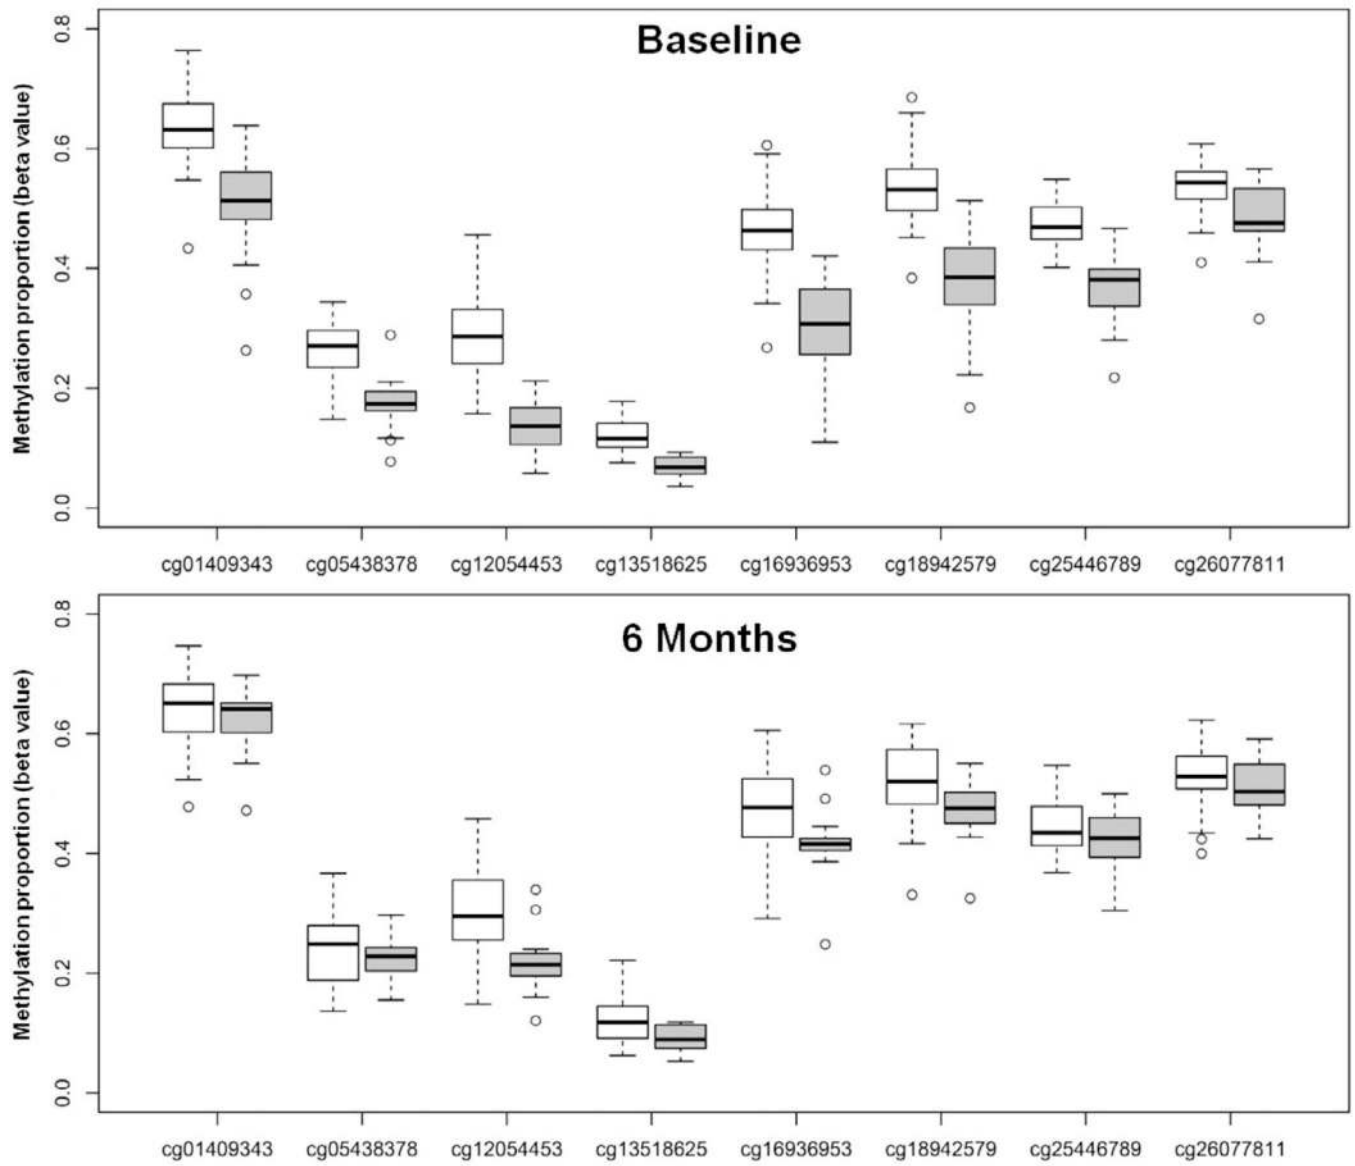 Baseline
Methylation proportion (beta value)
0.8
0.6
0.4
0.2
0.0
cg01409343 cg05438378 cg12054453 cg13518625 cg16936953 cg18942579 cg25446789 cg26077811
6 Months
Methylation proportion (beta value)
0.8
0.6
0.4
0.2
0.0
cg01409343 cg05438378 cg12054453 cg13518625 cg16936953 cg18942579 cg25446789 cg26077811